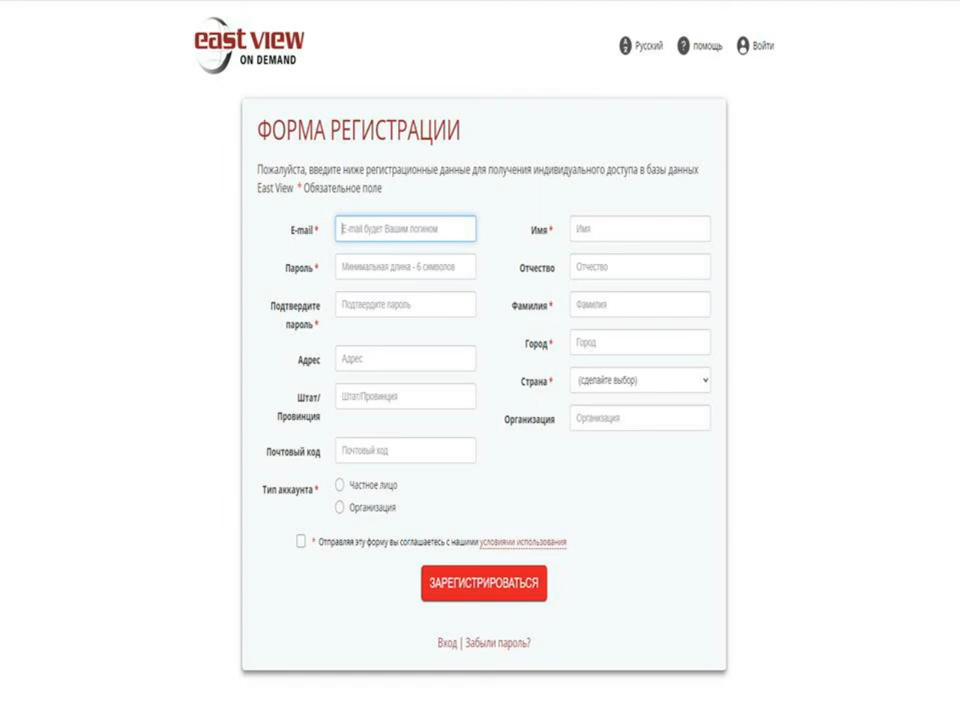 east view
ON DEMAND
Русский
помощь
Войти
ФОРМА РЕГИСТРАЦИИ
Пожалуйста, введите ниже регистрационные данные для получения индивидуального доступа в базы данных
East View * Обязательное поле
E-mail *
E-mail будет Вашим логином
Имя *
Имя
Пароль *
Минимальная длина - 6 символов
Отчество
Отчество
Подтвердите
пароль *
Подтвердите пароль
Фамилия *
Фамилия
Город *
Город
Адрес
Адрес
Страна *
(сделайте выбор)
Штат/
Провинция
Штат/Провинция
Организация
Организация
Почтовый код
Почтовый код
Тип аккаунта *
Частное лицо
Организация
* Отправляя эту форму вы соглашаетесь с нашими условиями использования
ЗАРЕГИСТРИРОВАТЬСЯ
Вход | Забыли пароль?